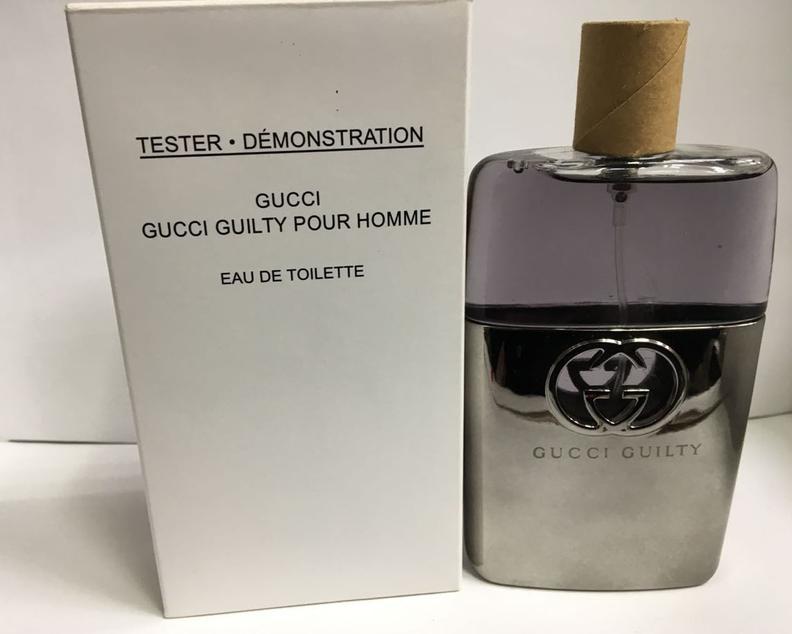 TESTER • DÉMONSTRATION
GUCCI
GUCCI GUILTY POUR HOMME
EAU DE TOILETTE
GUCCI GUILTY